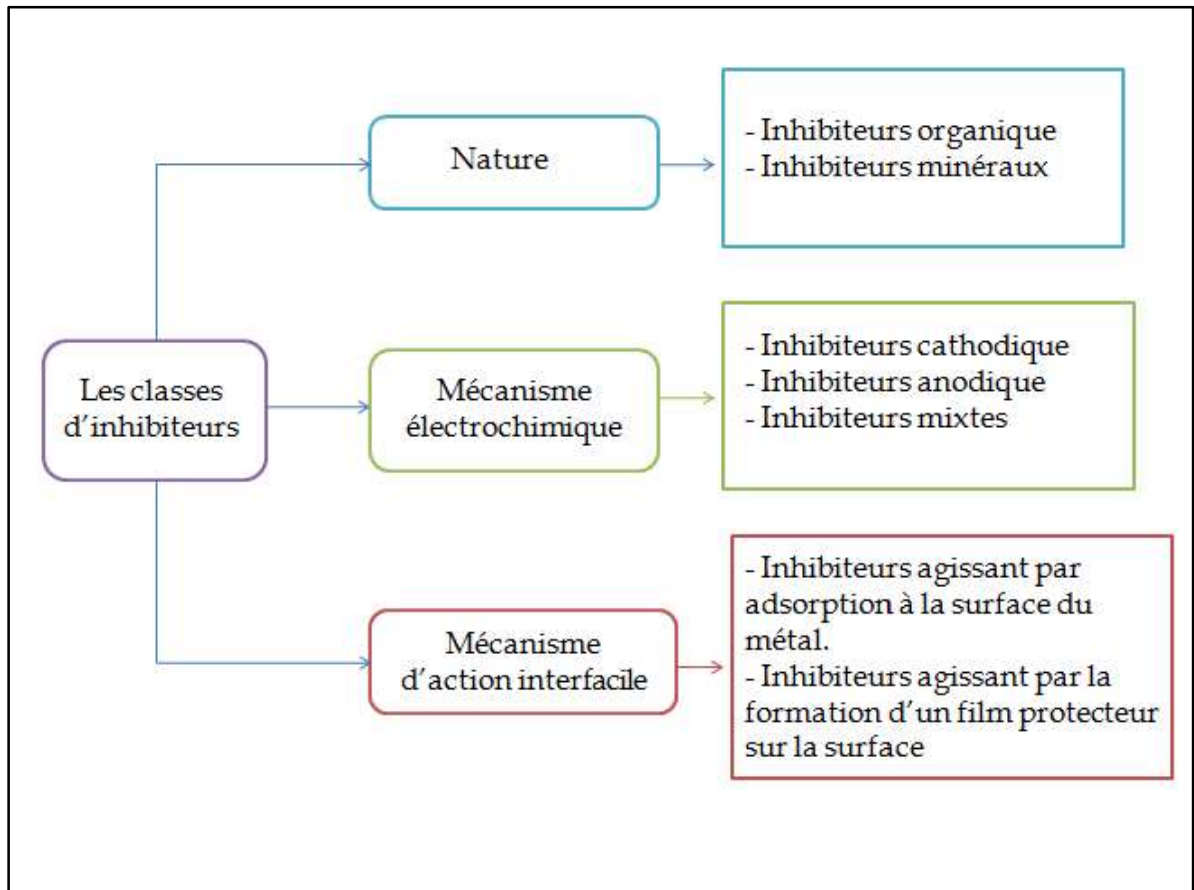 Nature
- Inhibiteurs organique
- Inhibiteurs minéraux
Les classes
d'inhibiteurs
Mécanisme
électrochimique
- Inhibiteurs cathodique
- Inhibiteurs anodique
- Inhibiteurs mixtes
Mécanisme
d'action interfacile
- Inhibiteurs agissant par
adsorption à la surface du
métal.
- Inhibiteurs agissant par la
formation d'un film protecteur
sur la surface